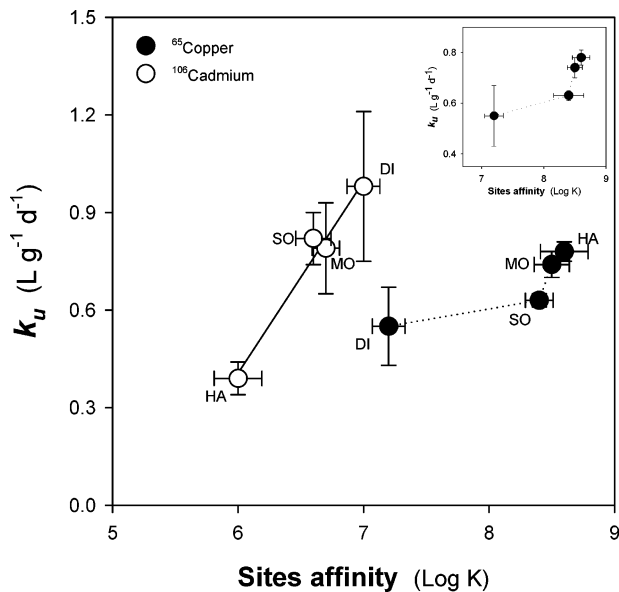 1.5
1.2
0.9
0.6
0.3
0.0
k_u (L g⁻¹ d⁻¹)
⁶⁵Copper
¹⁰⁶Cadmium
0.8
0.6
0.4
k_u (L g⁻¹ d⁻¹)
7 8 9
Sites affinity (Log K)
DI
SO
MO
HA
HA
MO
SO
DI
5 6 7 8 9
Sites affinity (Log K)